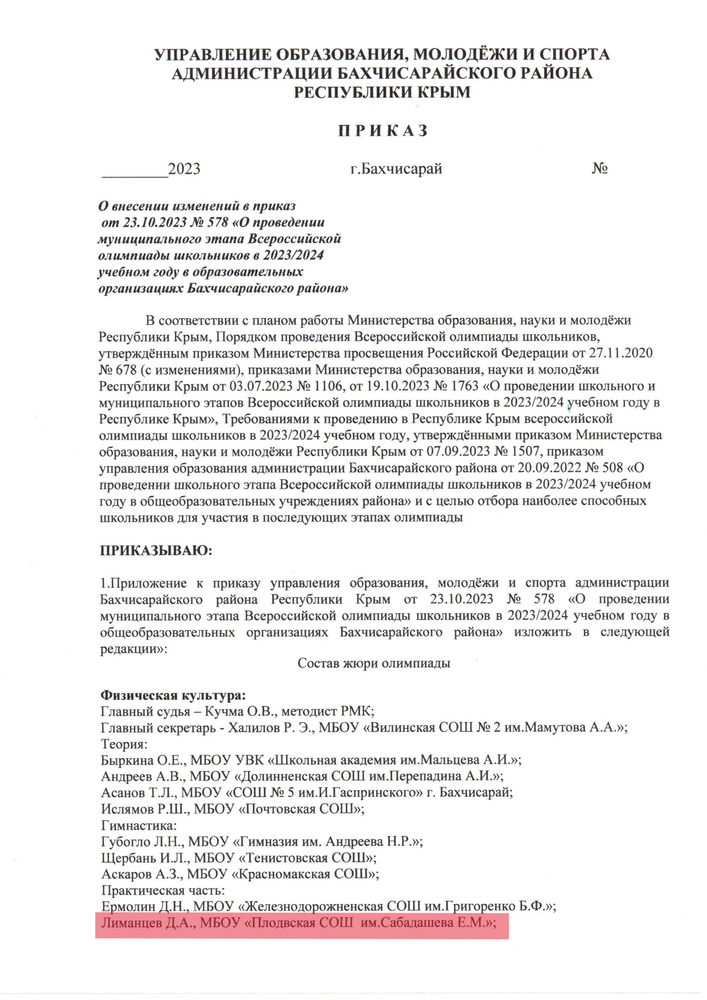 УПРАВЛЕНИЕ ОБРАЗОВАНИЯ, МОЛОДЁЖИ И СПОРТА
АДМИНИСТРАЦИИ БАХЧИСАРАЙСКОГО РАЙОНА
РЕСПУБЛИКИ КРЫМ
П Р И К А З
_________2023 г.Бахчисарай №
О внесении изменений в приказ
от 23.10.2023 № 578 «О проведении
муниципального этапа Всероссийской
олимпиады школьников в 2023/2024
учебном году в образовательных
организациях Бахчисарайского района»
В соответствии с планом работы Министерства образования, науки и молодёжи
Республики Крым, Порядком проведения Всероссийской олимпиады школьников,
утверждённым приказом Министерства просвещения Российской Федерации от 27.11.2020
№ 678 (с изменениями), приказами Министерства образования, науки и молодёжи
Республики Крым от 03.07.2023 № 1106, от 19.10.2023 № 1763 «О проведении школьного и
муниципального этапов Всероссийской олимпиады школьников в 2023/2024 учебном году в
Республике Крым», Требованиями к проведению в Республике Крым всероссийской
олимпиады школьников в 2023/2024 учебном году, утверждёнными приказом Министерства
образования, науки и молодёжи Республики Крым от 07.09.2023 № 1507, приказом
управления образования администрации Бахчисарайского района от 20.09.2022 № 508 «О
проведении школьного этапа Всероссийской олимпиады школьников в 2023/2024 учебном
году в общеобразовательных учреждениях района» и с целью отбора наиболее способных
школьников для участия в последующих этапах олимпиады
ПРИКАЗЫВАЮ:
1.Приложение к приказу управления образования, молодёжи и спорта администрации
Бахчисарайского района Республики Крым от 23.10.2023 № 578 «О проведении
муниципального этапа Всероссийской олимпиады школьников в 2023/2024 учебном году в
общеобразовательных организациях Бахчисарайского района» изложить в следующей
редакции»:
Состав жюри олимпиады
Физическая культура:
Главный судья – Кучма О.В., методист РМК;
Главный секретарь - Халилов Р. Э., МБОУ «Вилинская СОШ № 2 им.Мамутова А.А.»;
Теория:
Быркина О.Е., МБОУ УВК «Школьная академия им.Мальцева А.И.»;
Андреев А.В., МБОУ «Долинненская СОШ им.Перепадина А.И.»;
Асанов Т.Л., МБОУ «СОШ № 5 им.И.Гаспринского» г. Бахчисарай;
Ислямов Р.Ш., МБОУ «Почтовская СОШ»;
Гимнастика:
Губогло Л.Н., МБОУ «Гимназия им. Андреева Н.Р.»;
Щербань И.Л., МБОУ «Тенистовская СОШ»;
Аскаров А.З., МБОУ «Красномакская СОШ»;
Практическая часть:
Ермолин Д.Н., МБОУ «Железнодорожненская СОШ им.Григоренко Б.Ф.»;
Лиманцев Д.А., МБОУ «Плодвская СОШ им.Сабадашева Е.М.»;